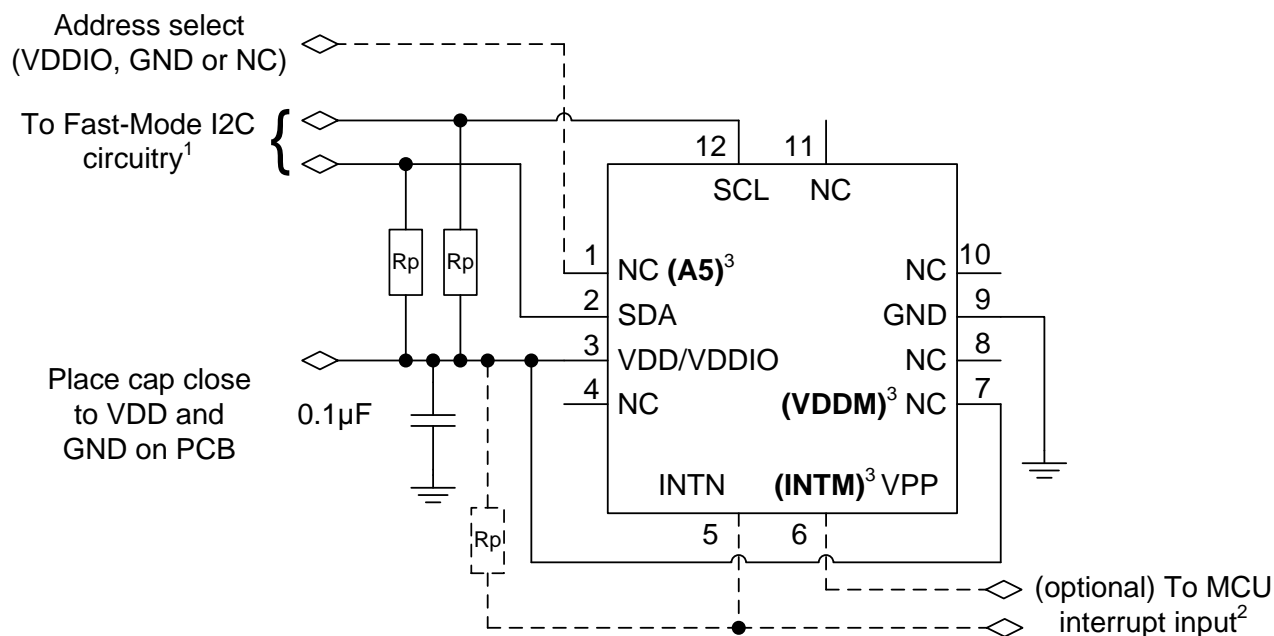 Address select
(VDDIO, GND or NC)
To Fast-Mode I2C
circuitry1
{
12
11
SCL
NC
Rp
Rp
1
NC (A5)3
NC
10
2
SDA
GND
9
3
VDD/VDDIO
NC
8
4
NC
(VDDM)3 NC
7
Place cap close
to VDD and
GND on PCB
0.1µF
INTN
(INTM)3 VPP
5
6
Rp
(optional) To MCU
interrupt input2